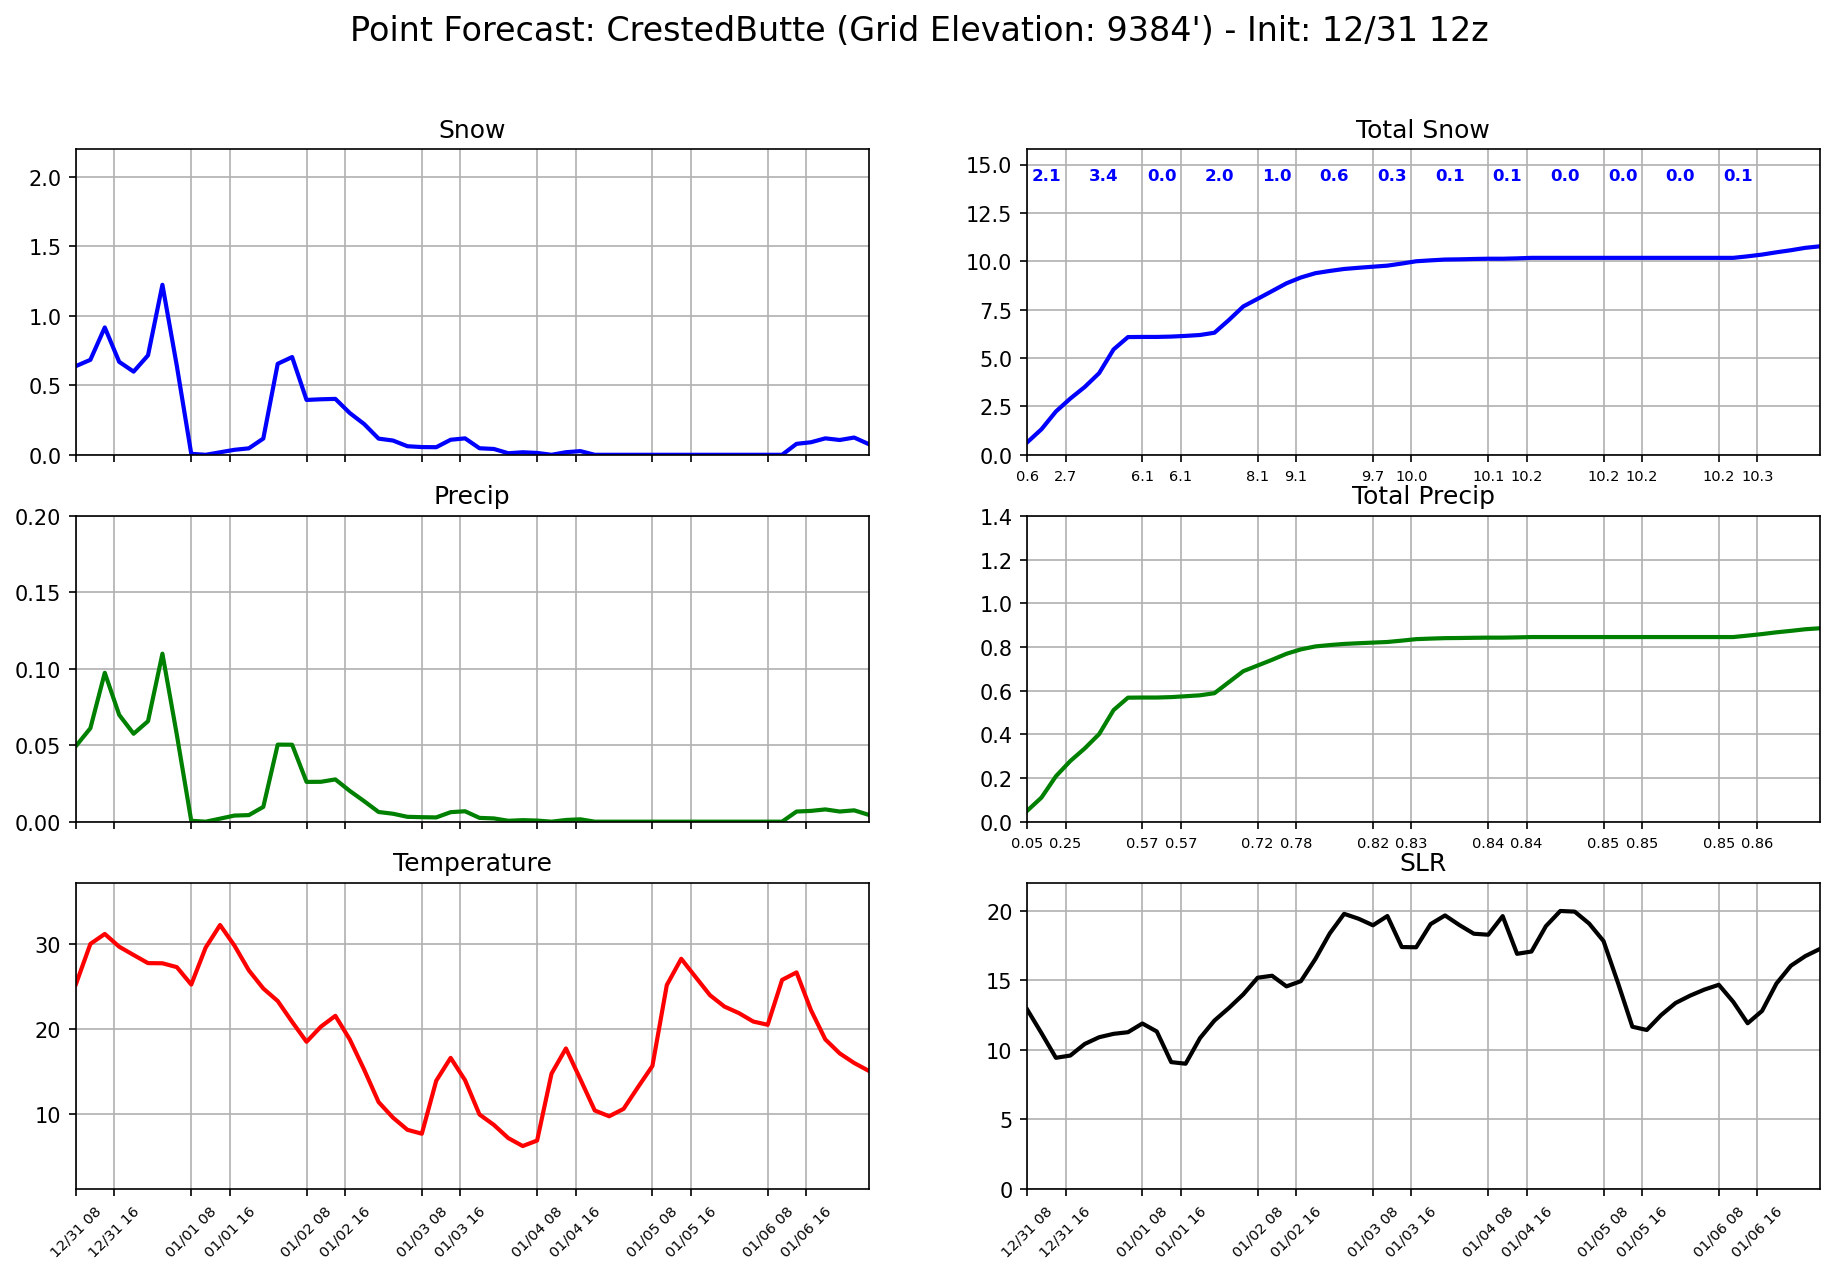 Point Forecast: CrestedButte (Grid Elevation: 9384') - Init: 12/31 12z
Snow
2.0
1.5
1.0
0.5
0.0
Total Snow
15.0
12.5
10.0
7.5
5.0
2.5
0.0
2.1 3.4 0.0 2.0 1.0 0.6 0.3 0.1 0.1 0.0 0.0 0.0 0.1
0.6 2.7 6.1 6.1 8.1 9.1 9.7 10.0 10.1 10.2 10.2 10.2 10.2 10.3
Precip
0.20
0.15
0.10
0.05
0.00
Total Precip
1.4
1.2
1.0
0.8
0.6
0.4
0.2
0.0
0.05 0.25 0.57 0.57 0.72 0.78 0.82 0.83 0.84 0.84 0.85 0.85 0.85 0.86
Temperature
30
20
10
12/31 08 12/31 16 01/01 08 01/01 16 01/02 08 01/02 16 01/03 08 01/03 16 01/04 08 01/04 16 01/05 08 01/05 16 01/06 08 01/06 16
SLR
20
15
10
5
0
12/31 08 12/31 16 01/01 08 01/01 16 01/02 08 01/02 16 01/03 08 01/03 16 01/04 08 01/04 16 01/05 08 01/05 16 01/06 08 01/06 16